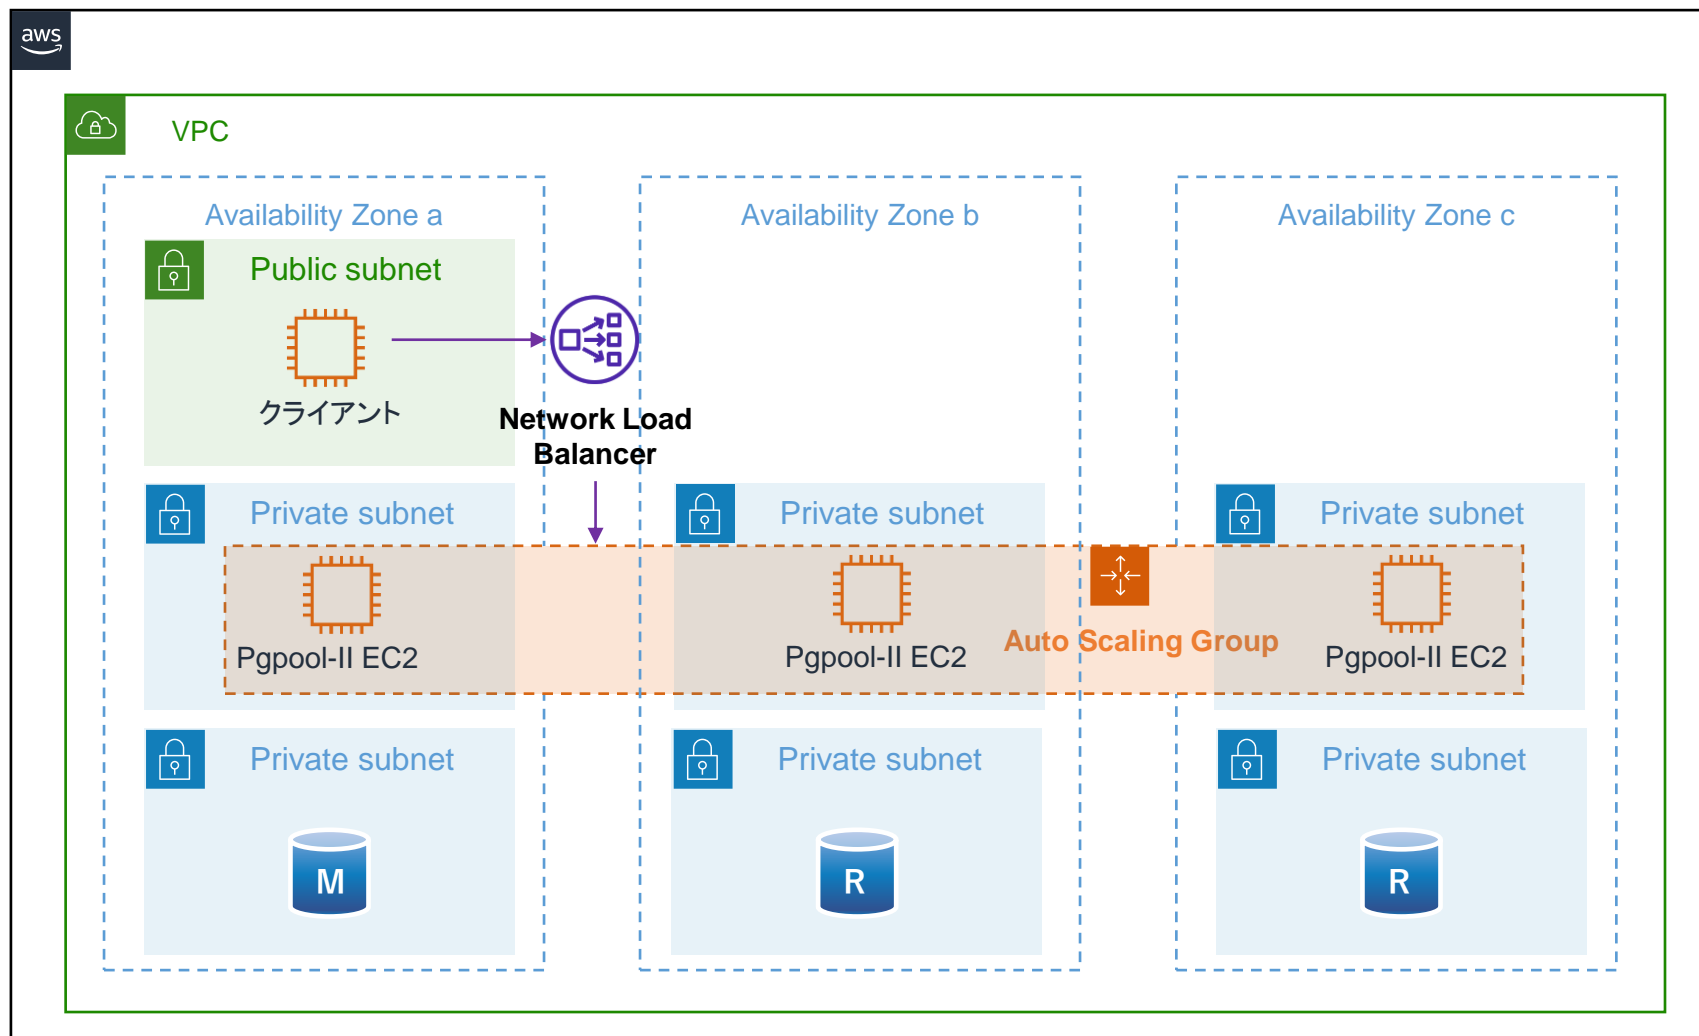 aws
VPC
Availability Zone a
Availability Zone b
Availability Zone c
Public subnet
クライアント
Network Load
Balancer
Private subnet
Private subnet
Private subnet
Pgpool-II EC2
Pgpool-II EC2
Auto Scaling Group
Pgpool-II EC2
Private subnet
Private subnet
Private subnet
M
R
R